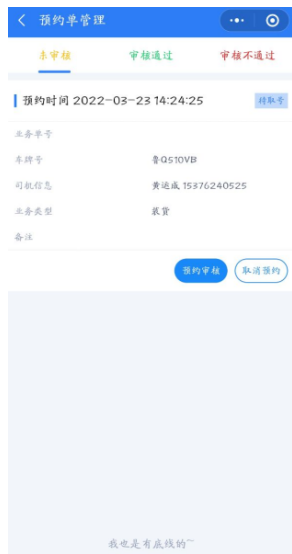 预约单管理
未审核 审核通过 审核不通过
预约时间 2022-03-23 14:24:25 待取号
业务单号
车牌号 鲁Q510VB
司机信息 黄运成 15376240525
业务类型 装货
备注
预约审核 取消预约
我也是有底线的~